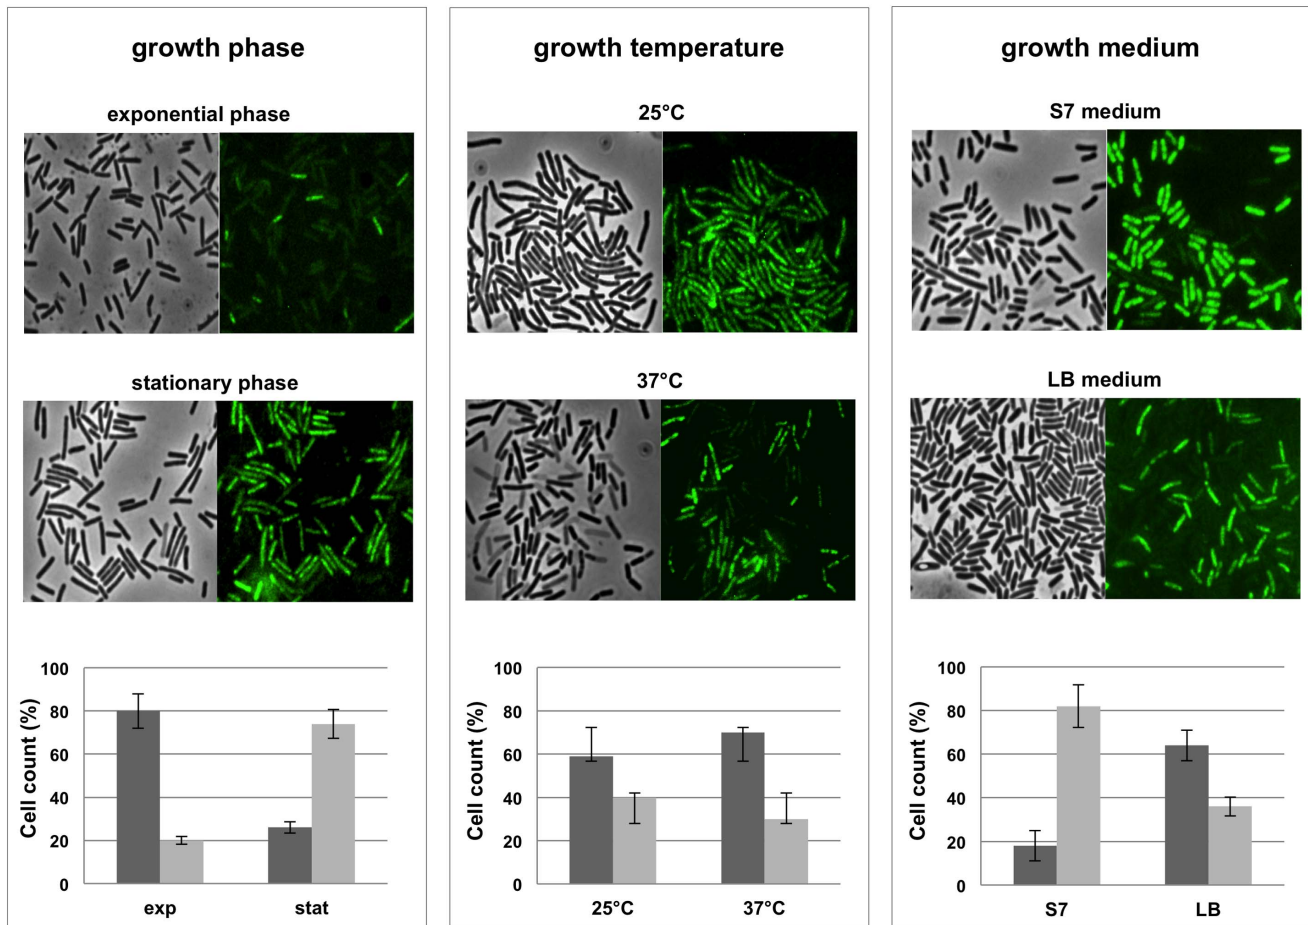 growth phase
exponential phase
stationary phase
Cell count (%)
100
80
60
40
20
0
exp stat
growth temperature
25°C
37°C
Cell count (%)
100
80
60
40
20
0
25°C 37°C
growth medium
S7 medium
LB medium
Cell count (%)
100
80
60
40
20
0
S7 LB